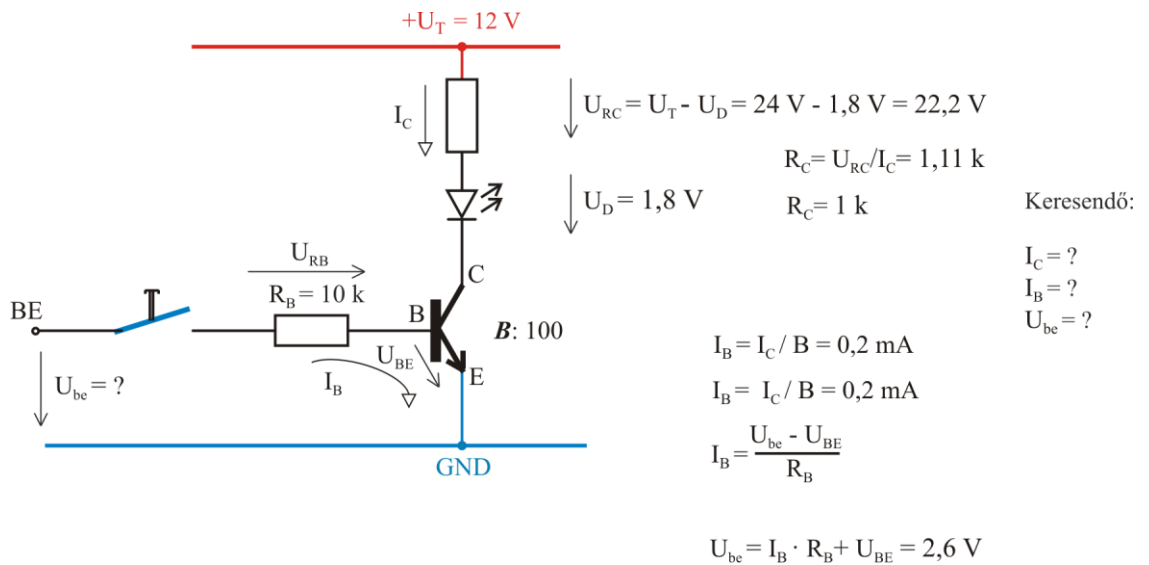 +U_T = 12 V
I_C
U_RC = U_T - U_D = 24 V - 1,8 V = 22,2 V
R_C = U_RC/I_C = 1,11 k
U_D = 1,8 V
R_C = 1 k
Keresendő:
I_C = ?
I_B = ?
U_be = ?
U_RB
R_B = 10 k
C
BE
B
B: 100
U_BE
E
I_B
U_be = ?
GND
I_B = I_C / B = 0,2 mA
I_B = I_C / B = 0,2 mA
I_B = U_be - U_BE / R_B
U_be = I_B · R_B + U_BE = 2,6 V